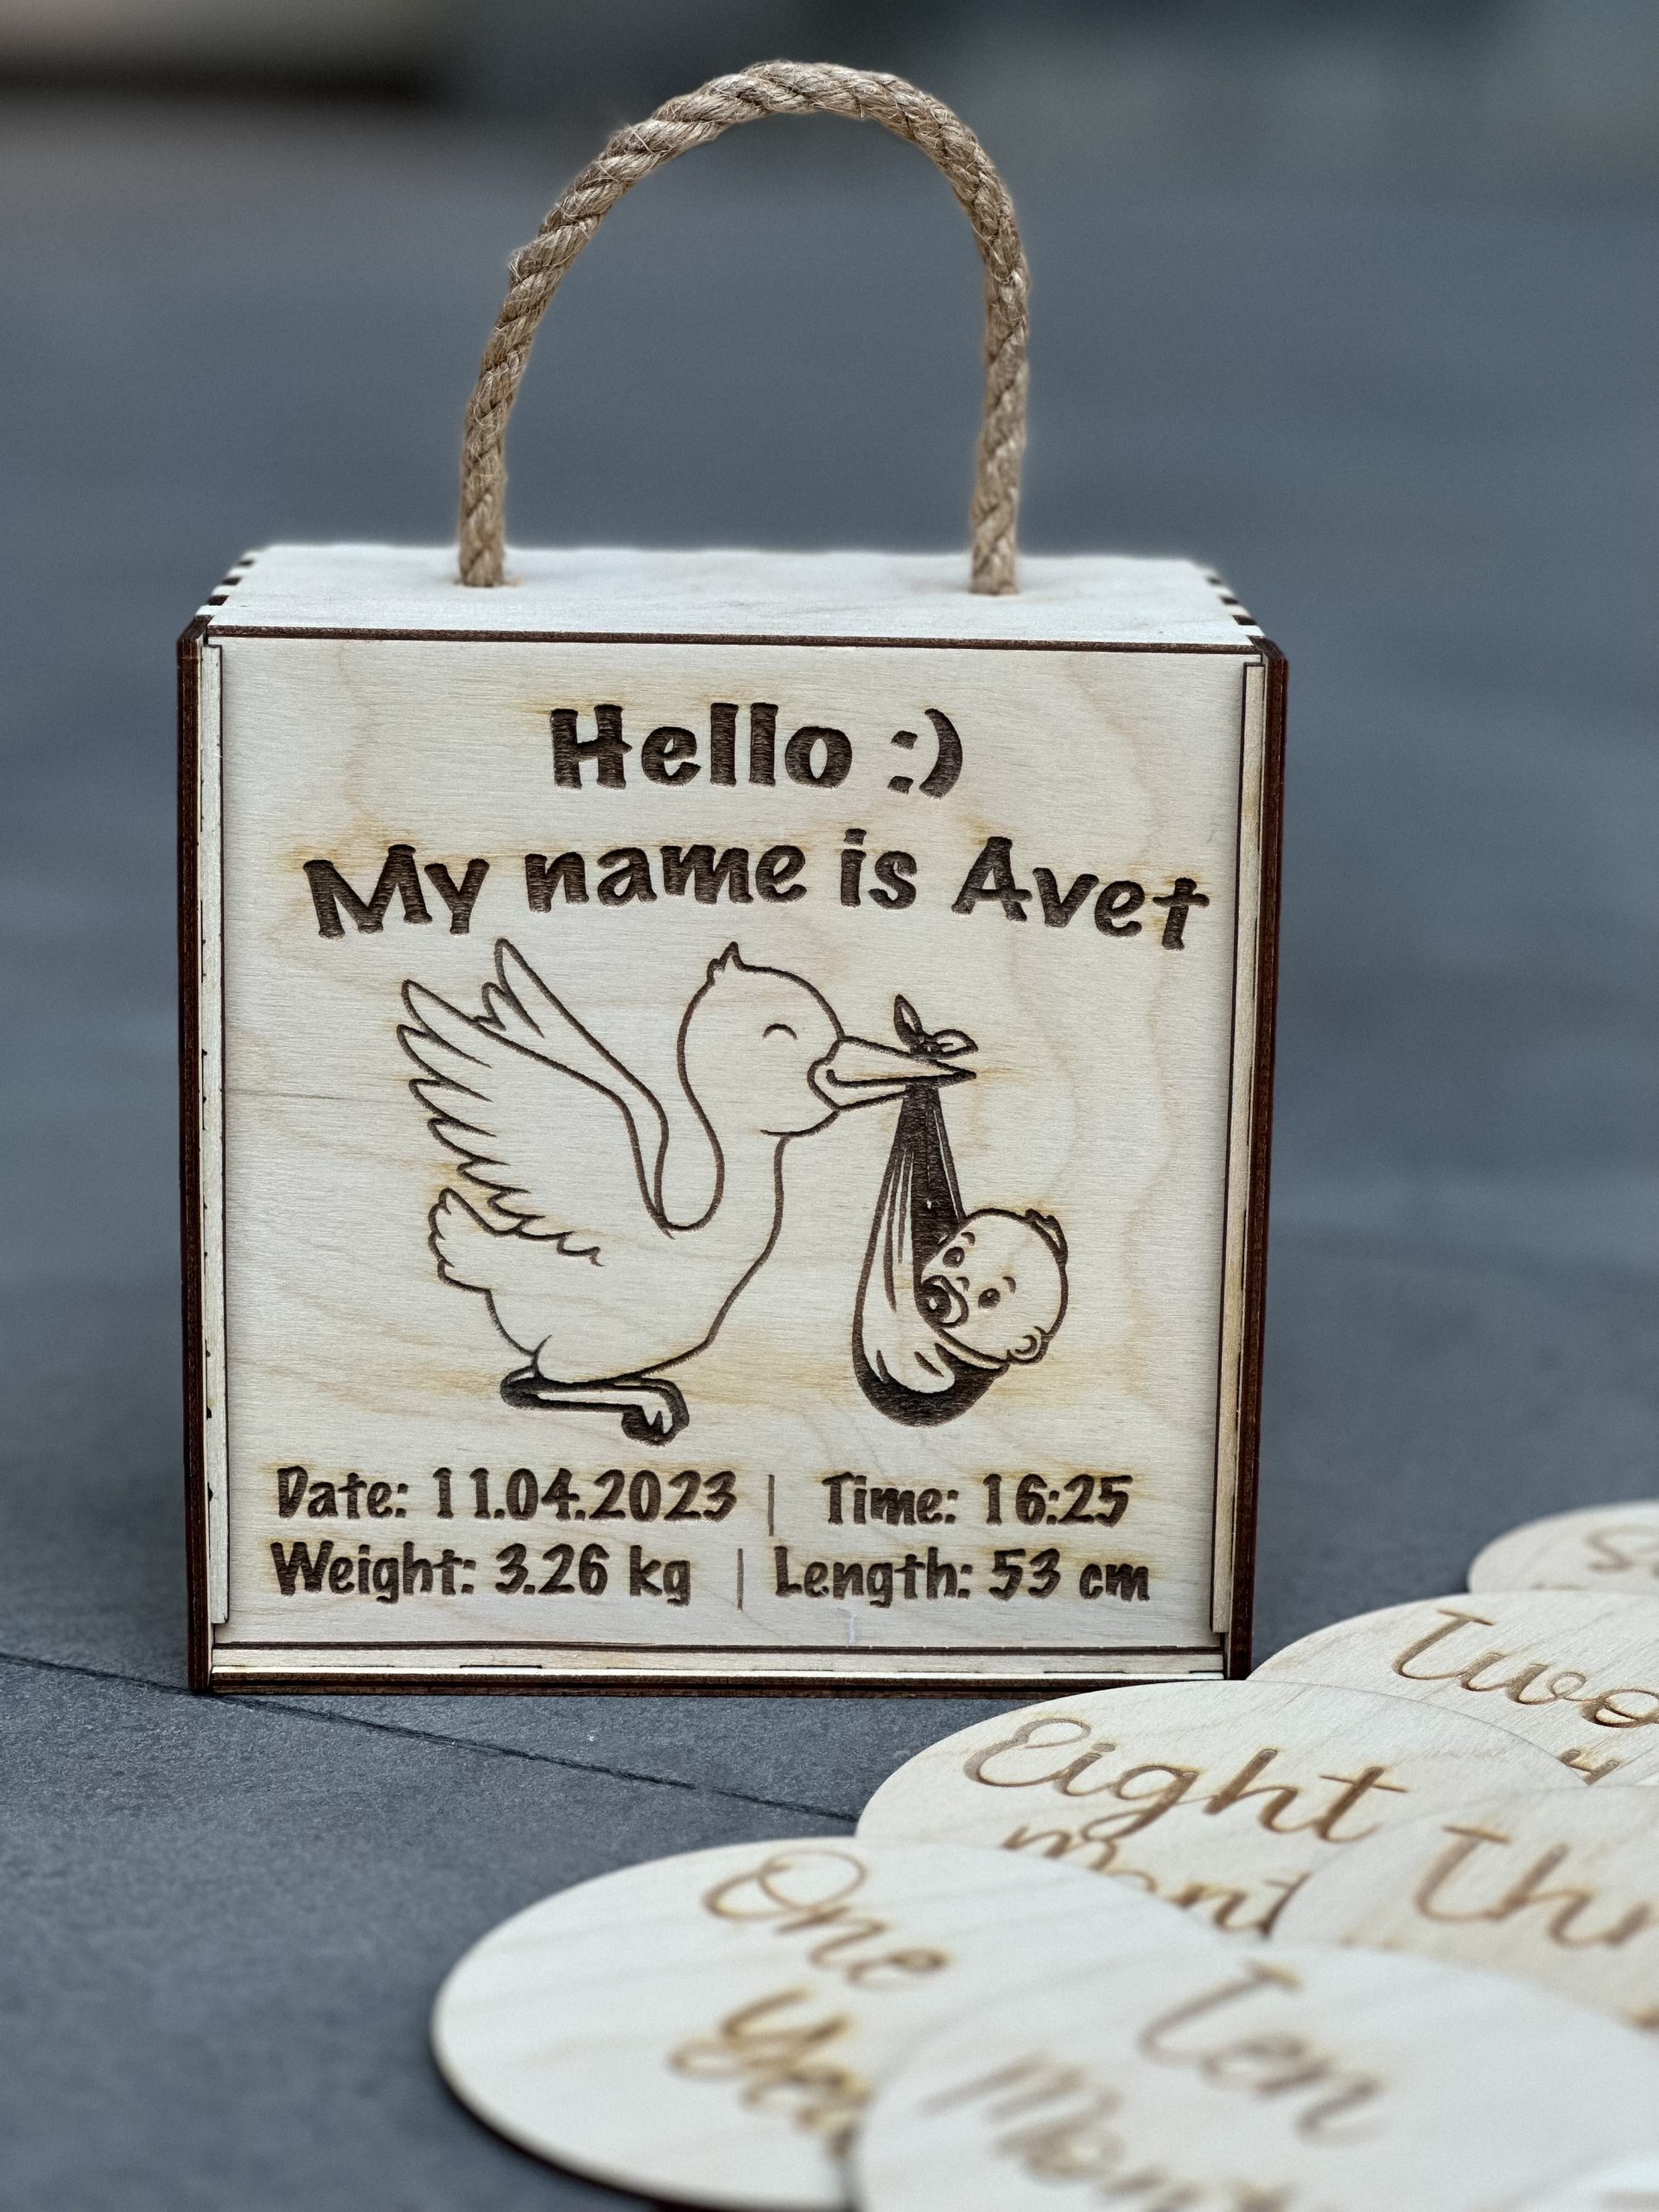 Hello :)
My name is Avet
Date: 11.04.2023 | Time: 16:25
Weight: 3.26 kg | Length: 53 cm
Two
Eight
One
Ten